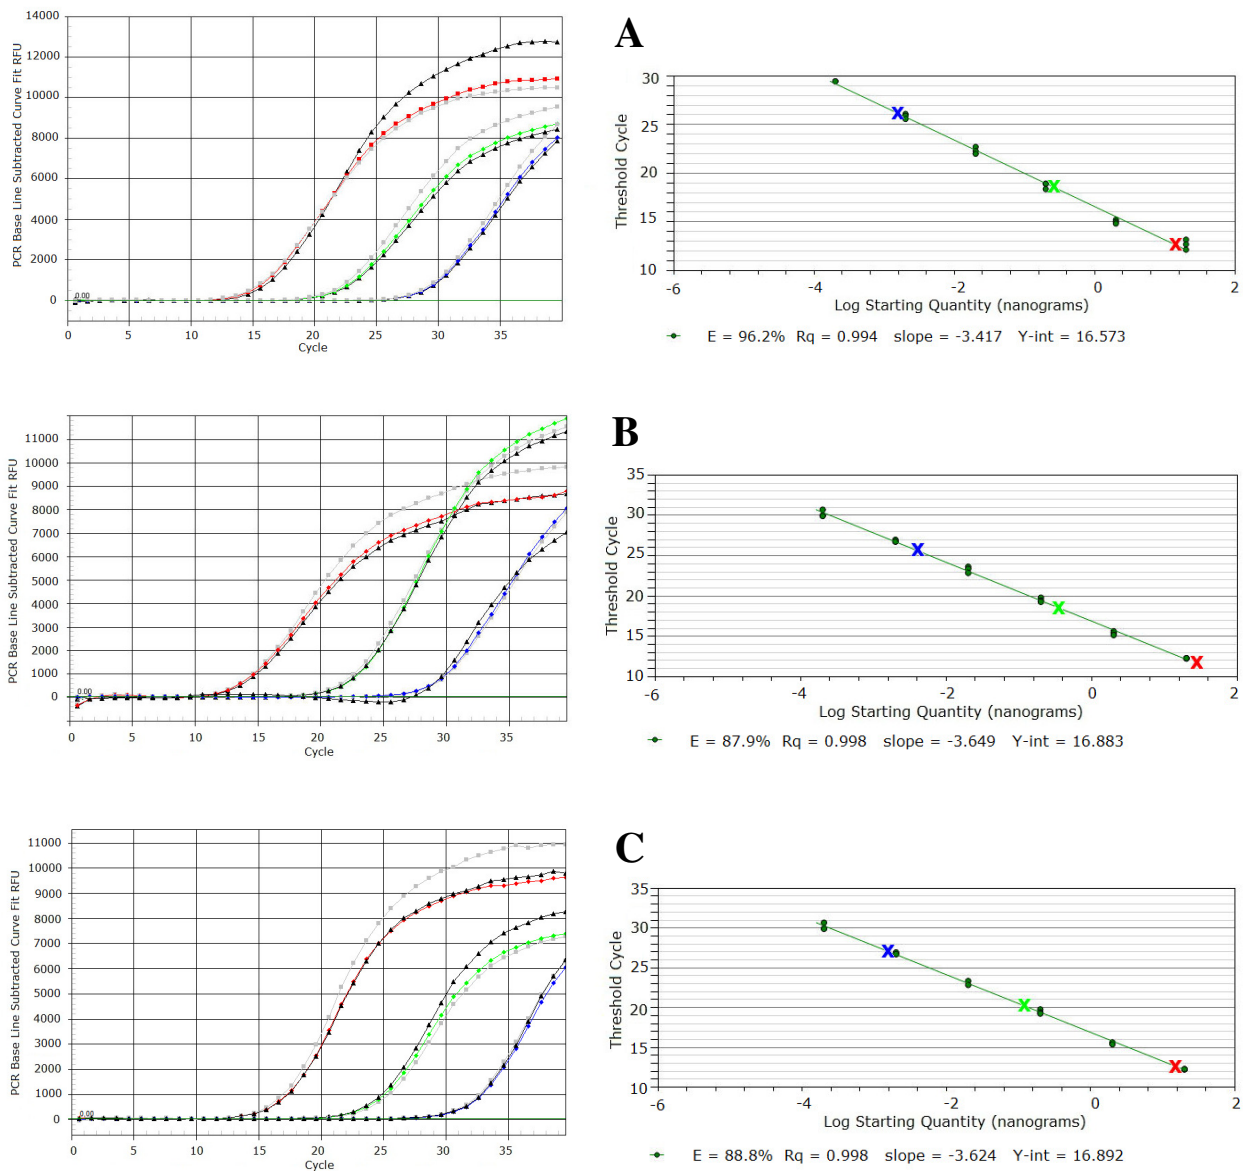 A
PCR Base Line Subtracted Curve Fit RFU
14000
12000
10000
8000
6000
4000
2000
0
0.00
0 5 10 15 20 25 30 35
Cycle
Threshold Cycle
30
25
20
15
10
-6 -4 -2 0 2
Log Starting Quantity (nanograms)
E = 96.2% Rq = 0.994 slope = -3.417 Y-int = 16.573
B
PCR Base Line Subtracted Curve Fit RFU
11000
10000
9000
8000
7000
6000
5000
4000
3000
2000
1000
0
0.00
0 5 10 15 20 25 30 35
Cycle
Threshold Cycle
35
30
25
20
15
10
-6 -4 -2 0 2
Log Starting Quantity (nanograms)
E = 87.9% Rq = 0.998 slope = -3.649 Y-int = 16.883
C
PCR Base Line Subtracted Curve Fit RFU
11000
10000
9000
8000
7000
6000
5000
4000
3000
2000
1000
0
0.00
0 5 10 15 20 25 30 35
Cycle
Threshold Cycle
35
30
25
20
15
10
-6 -4 -2 0 2
Log Starting Quantity (nanograms)
E = 88.8% Rq = 0.998 slope = -3.624 Y-int = 16.892